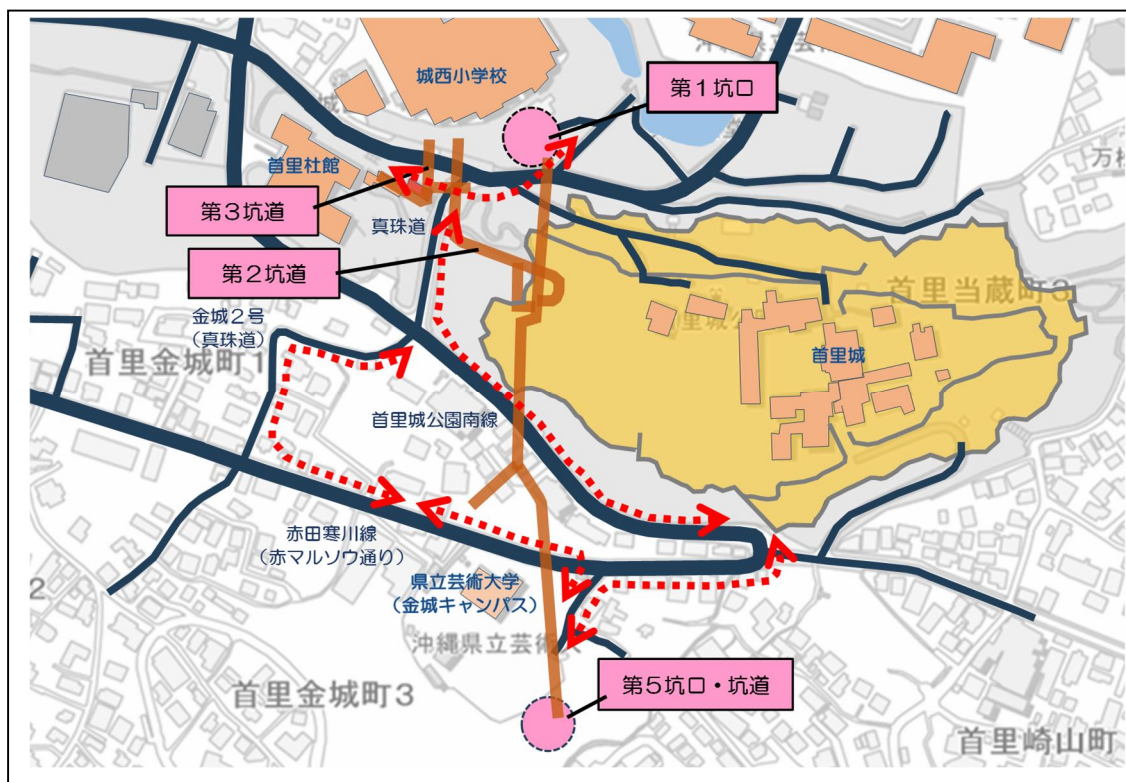 城西小学校
第1坑口
首里杜館
万松
第3坑道
真珠道
第2坑道
首里当蔵町3
金城2号
(真珠道)
首里金城町1
首里城
首里城公園南線
赤田寒川線
(赤マルソウ通り)
2
県立芸術大学
(金城キャンパス)
沖縄県立芸術大
第5坑口・坑道
首里金城町3
首里崎山町